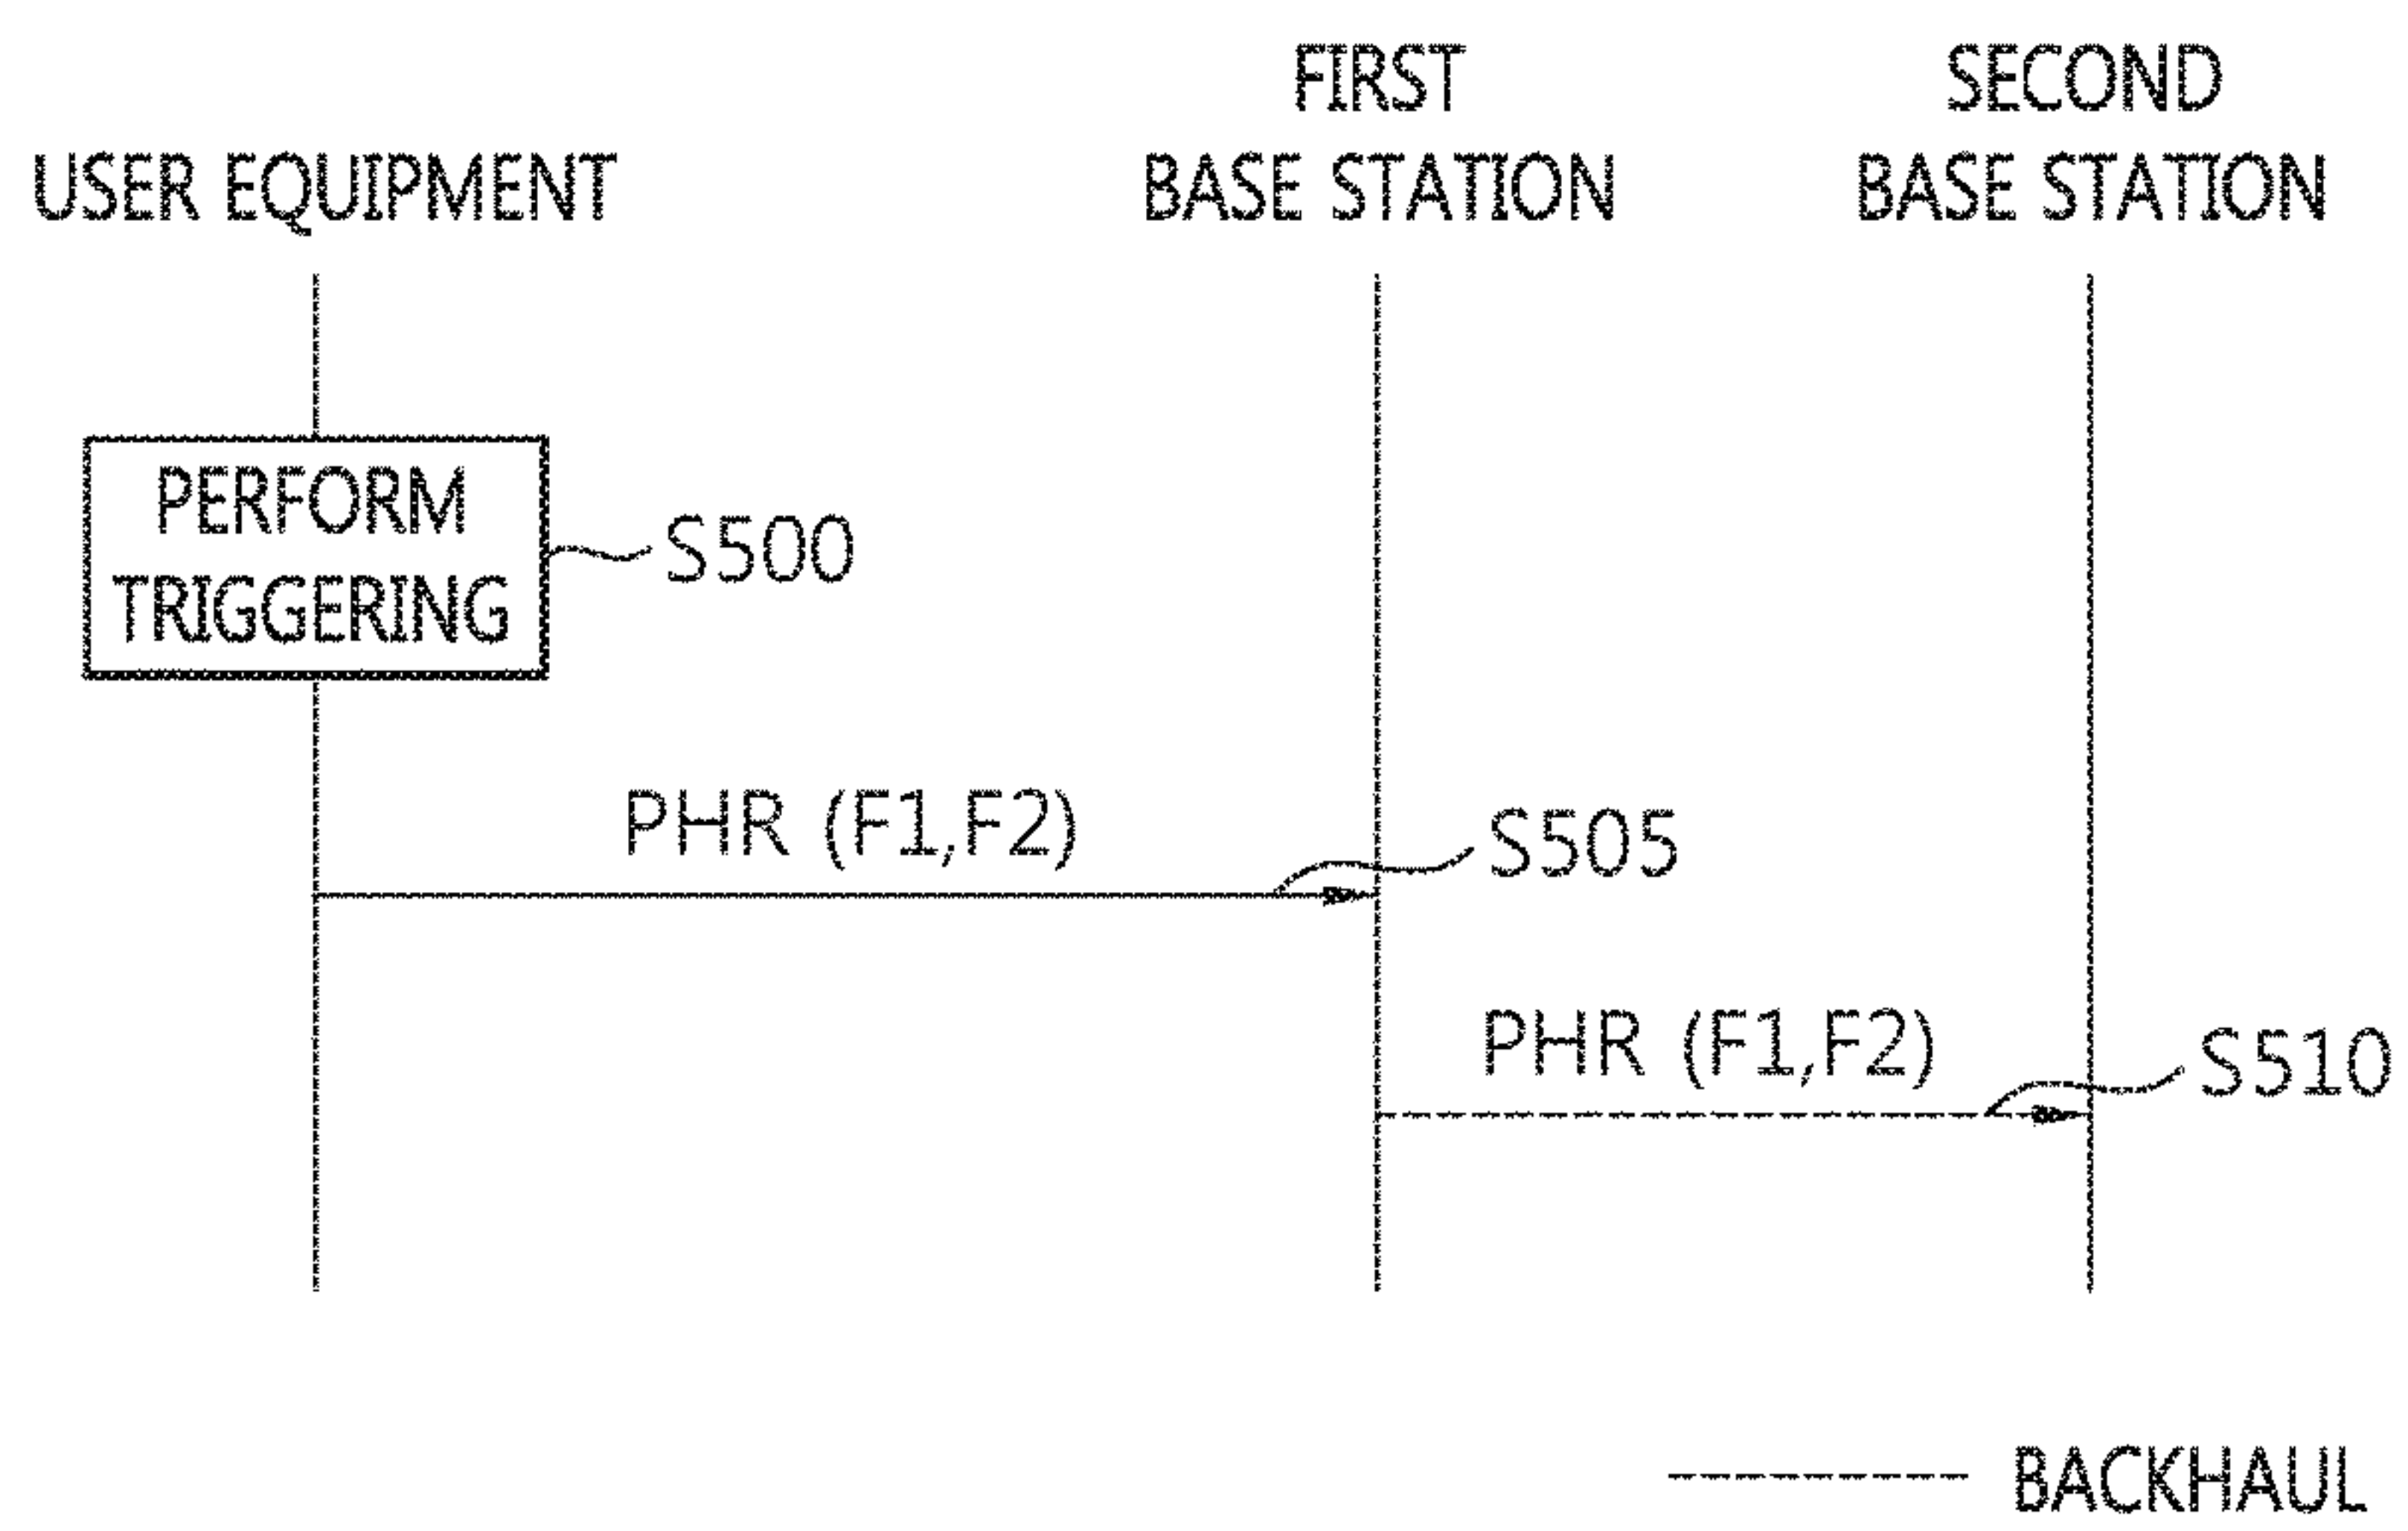 USER EQUIPMENT
FIRST
BASE STATION
SECOND
BASE STATION
PERFORM
TRIGGERING
S500
PHR (F1,F2)
S505
PHR (F1,F2)
S510
BACKHAUL